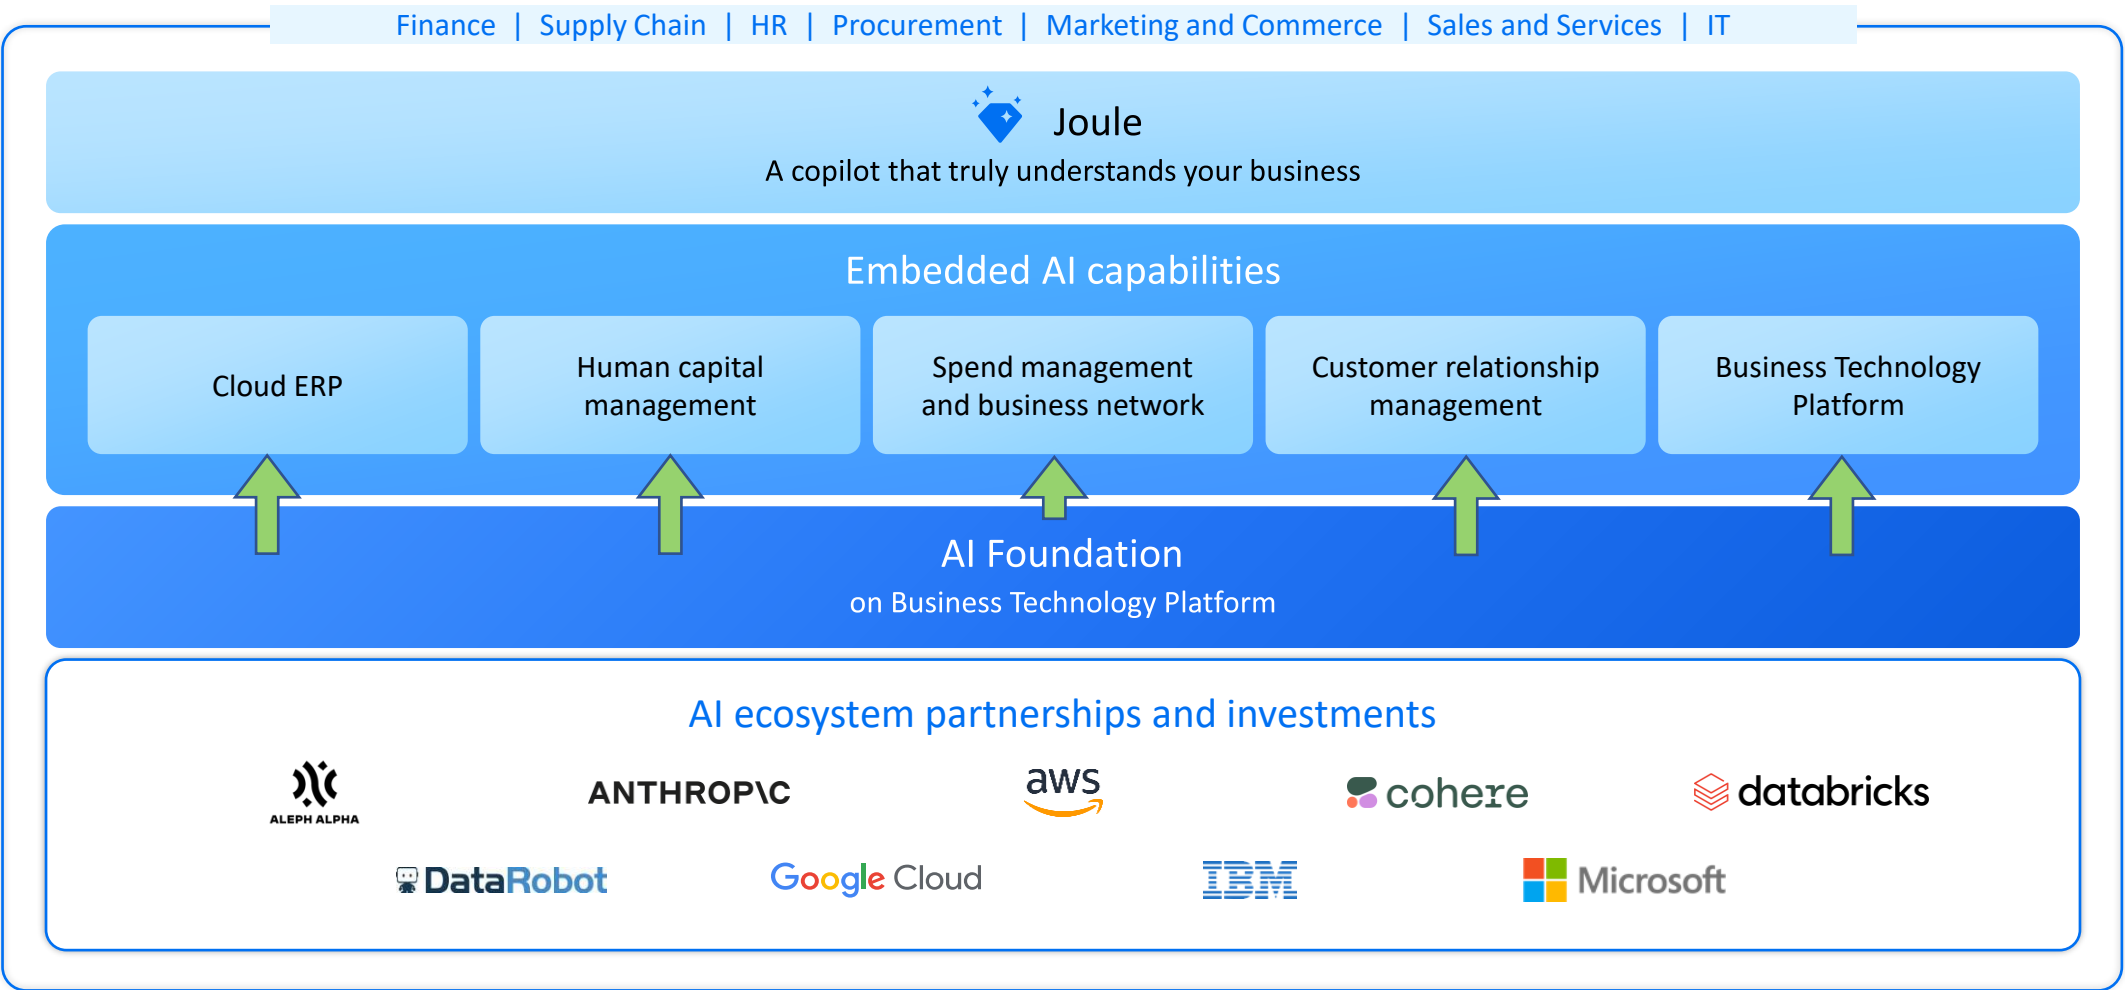 Finance | Supply Chain | HR | Procurement | Marketing and Commerce | Sales and Services | IT
Joule
A copilot that truly understands your business
Embedded AI capabilities
Cloud ERP
Human capital
management
Spend management
and business network
Customer relationship
management
Business Technology
Platform
AI Foundation
on Business Technology Platform
AI ecosystem partnerships and investments
ALEPH ALPHA
ANTHROP\C
aws
cohere
databricks
DataRobot
Google Cloud
IBM
Microsoft